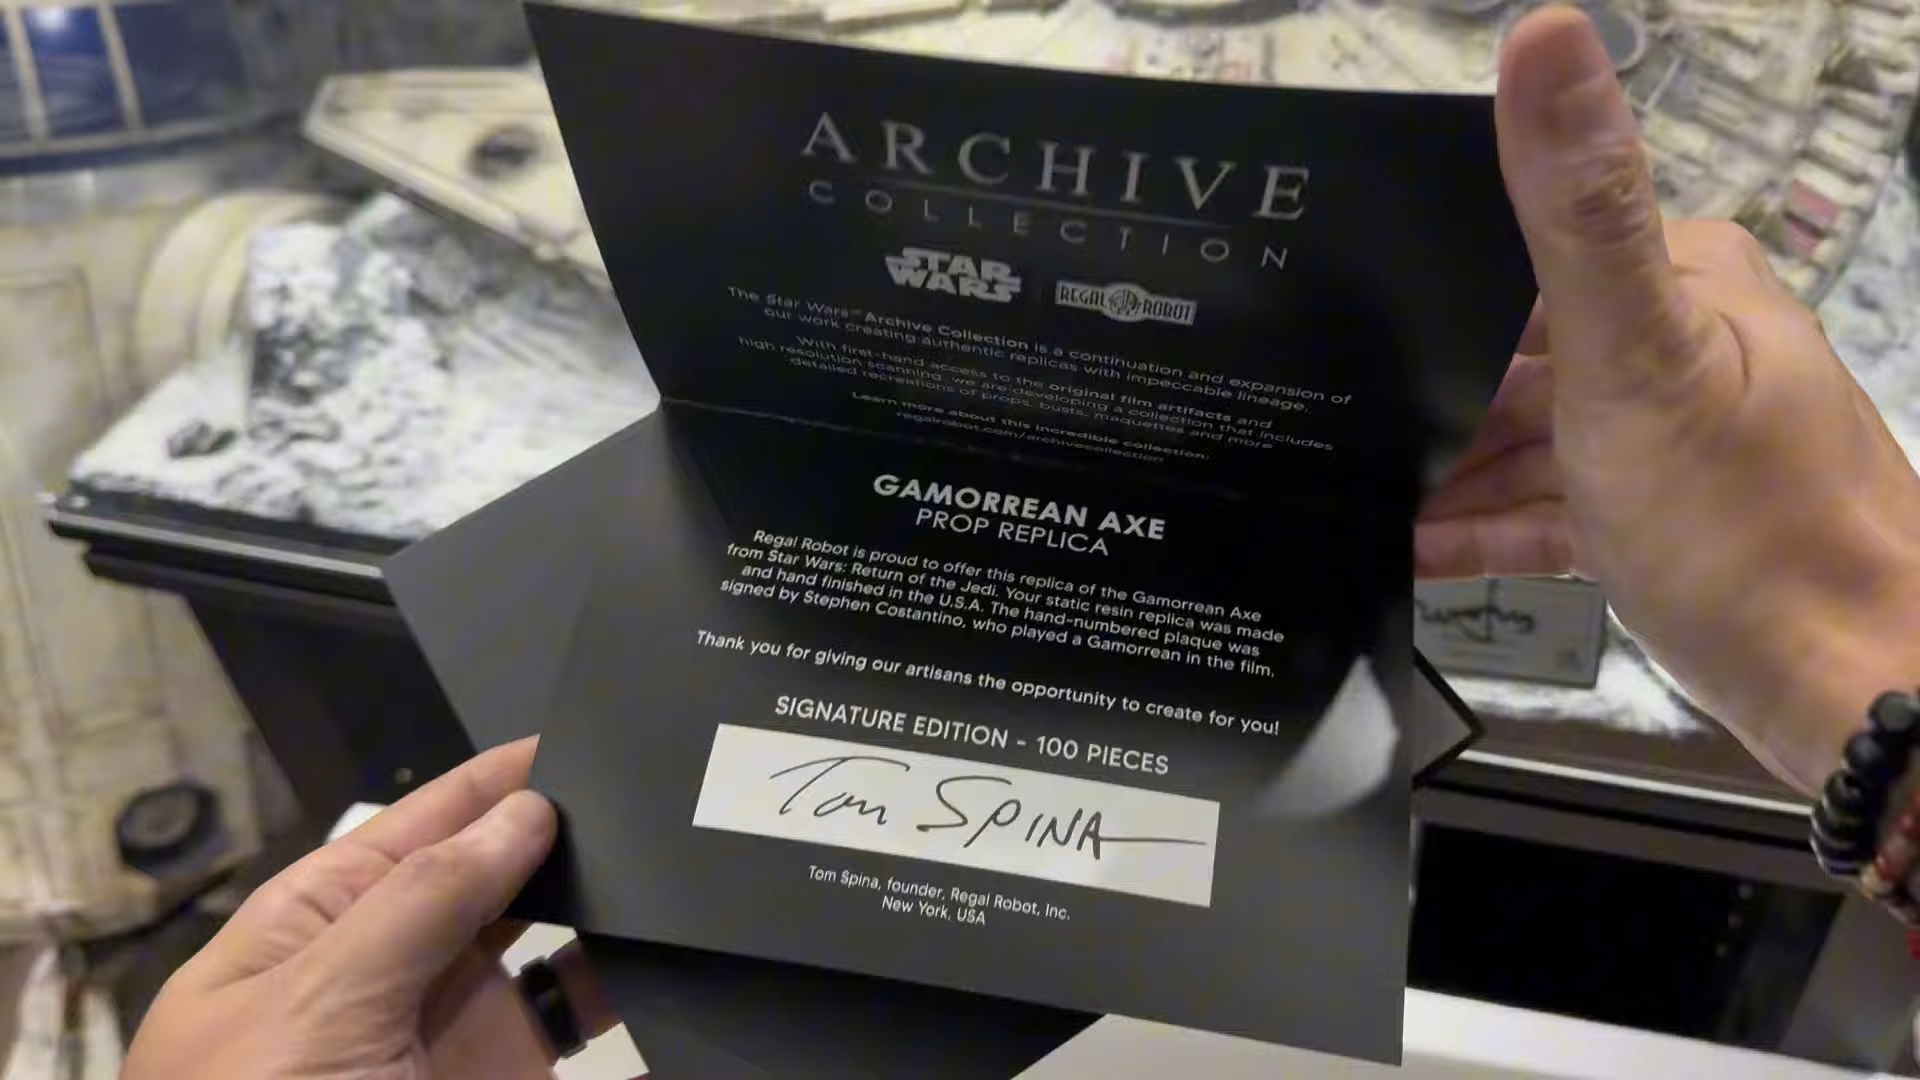 ARCHIVE
COLLECTION
STAR WARS
REGAL ROBOT
The Star Wars™ Archive Collection is a continuation and expansion of
our work creating authentic replicas with impeccable lineage.
With first-hand access to the original film artifacts and
high resolution scanning, we are developing a collection that includes
detailed recreations of props, busts, maquettes and more.
Learn more about this incredible collection:
regalrobot.com/archivecollection
GAMORREAN AXE
PROP REPLICA
Regal Robot is proud to offer this replica of the Gamorrean Axe
from Star Wars: Return of the Jedi. Your static resin replica was made
and hand finished in the U.S.A. The hand-numbered plaque was
signed by Stephen Costantino, who played a Gamorrean in the film.
Thank you for giving our artisans the opportunity to create for you!
SIGNATURE EDITION - 100 PIECES
Tom SPINA
Tom Spina, founder, Regal Robot, Inc.
New York, USA